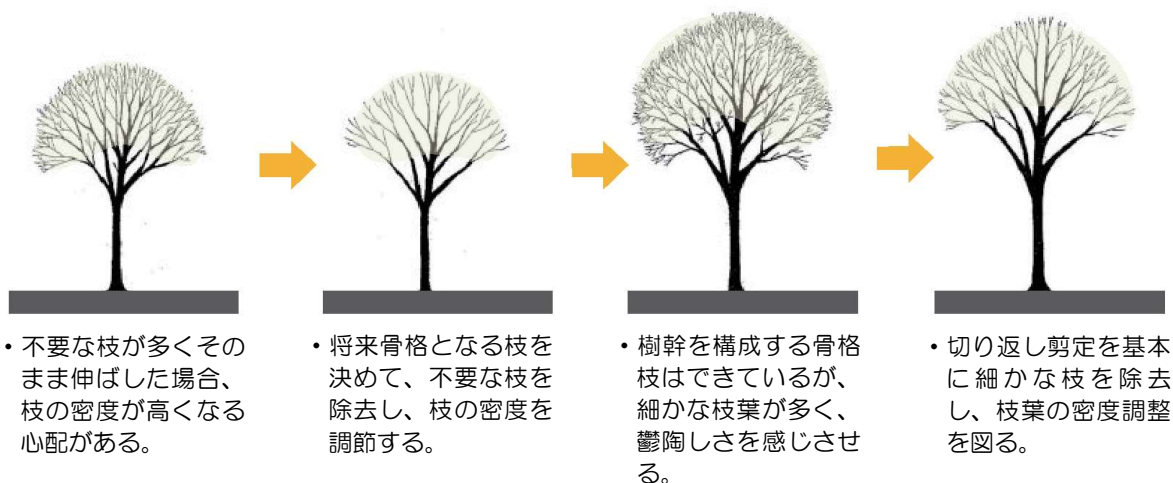 ・不要な枝が多くその
まま伸ばした場合、
枝の密度が高くなる
心配がある。
・将来骨格となる枝を
決めて、不要な枝を
除去し、枝の密度を
調節する。
・樹幹を構成する骨格
枝はできているが、
細かな枝葉が多く、
鬱陶しさを感じさせ
る。
・切り返し剪定を基本
に細かな枝を除去
し、枝葉の密度調整
を図る。